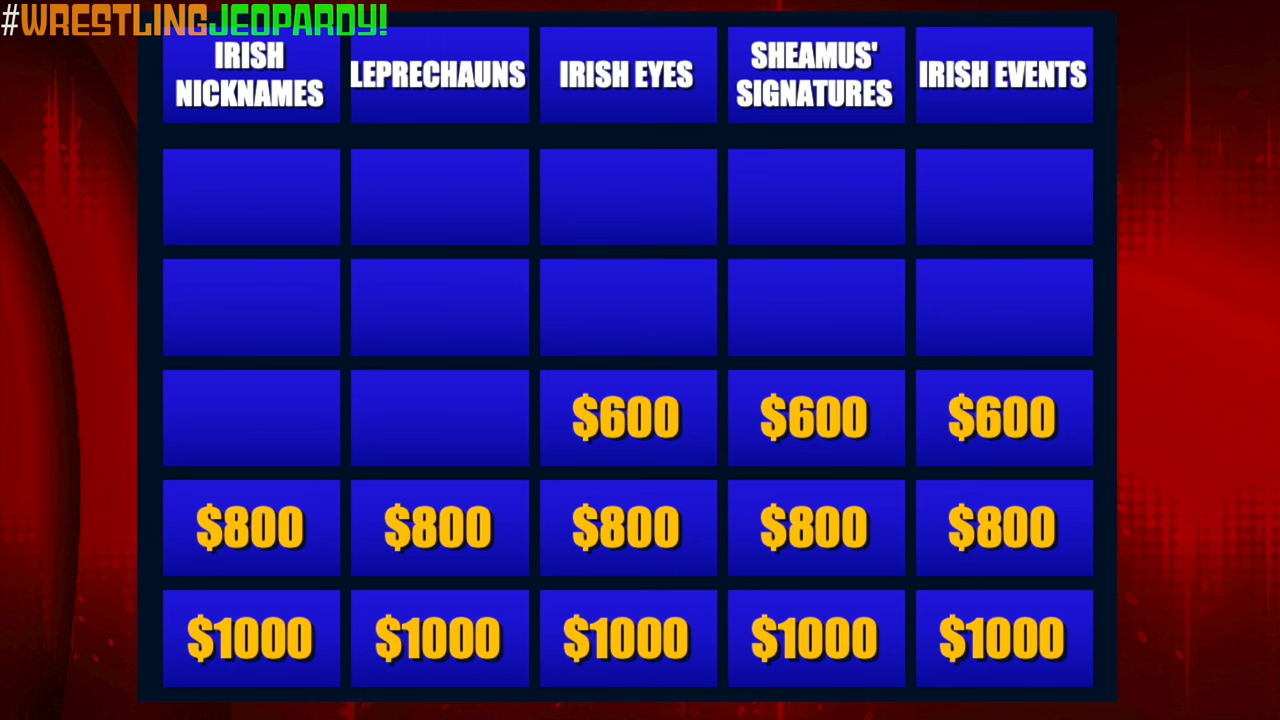 #WRESTLINGJEOPARDY!
IRISH
NICKNAMES
LEPRECHAUNS
IRISH EYES
SHEAMUS'
SIGNATURES
IRISH EVENTS
$600 $600 $600
$800 $800 $800 $800 $800
$1000 $1000 $1000 $1000 $1000